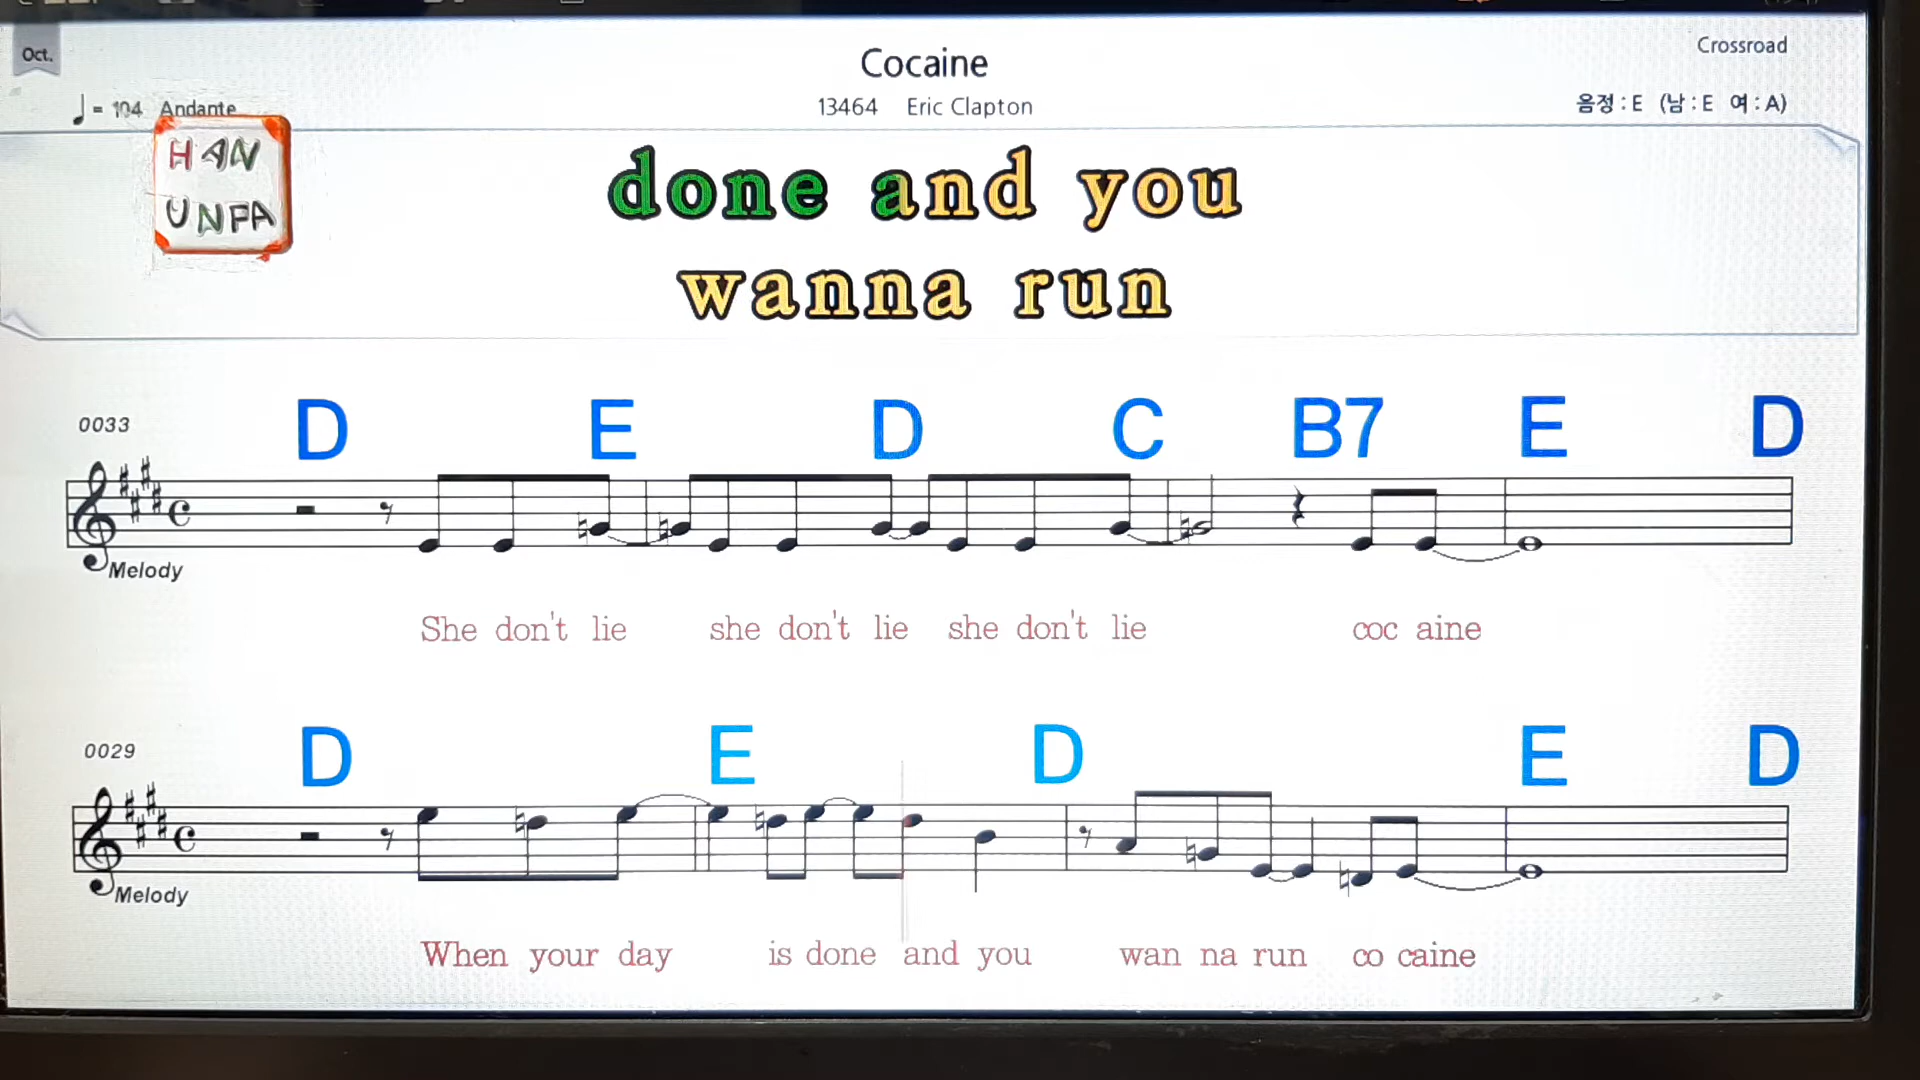 Oct.
Cocaine
Crossroad
♩ = 104 Andante
13464 Eric Clapton
음정 : E (남 : E 여 : A)
HAN
UNFA
done and you
wanna run
0033
D E D C B7 E D
Melody
She don't lie she don't lie she don't lie coc aine
0029
D E D E D
Melody
When your day is done and you wan na run co caine